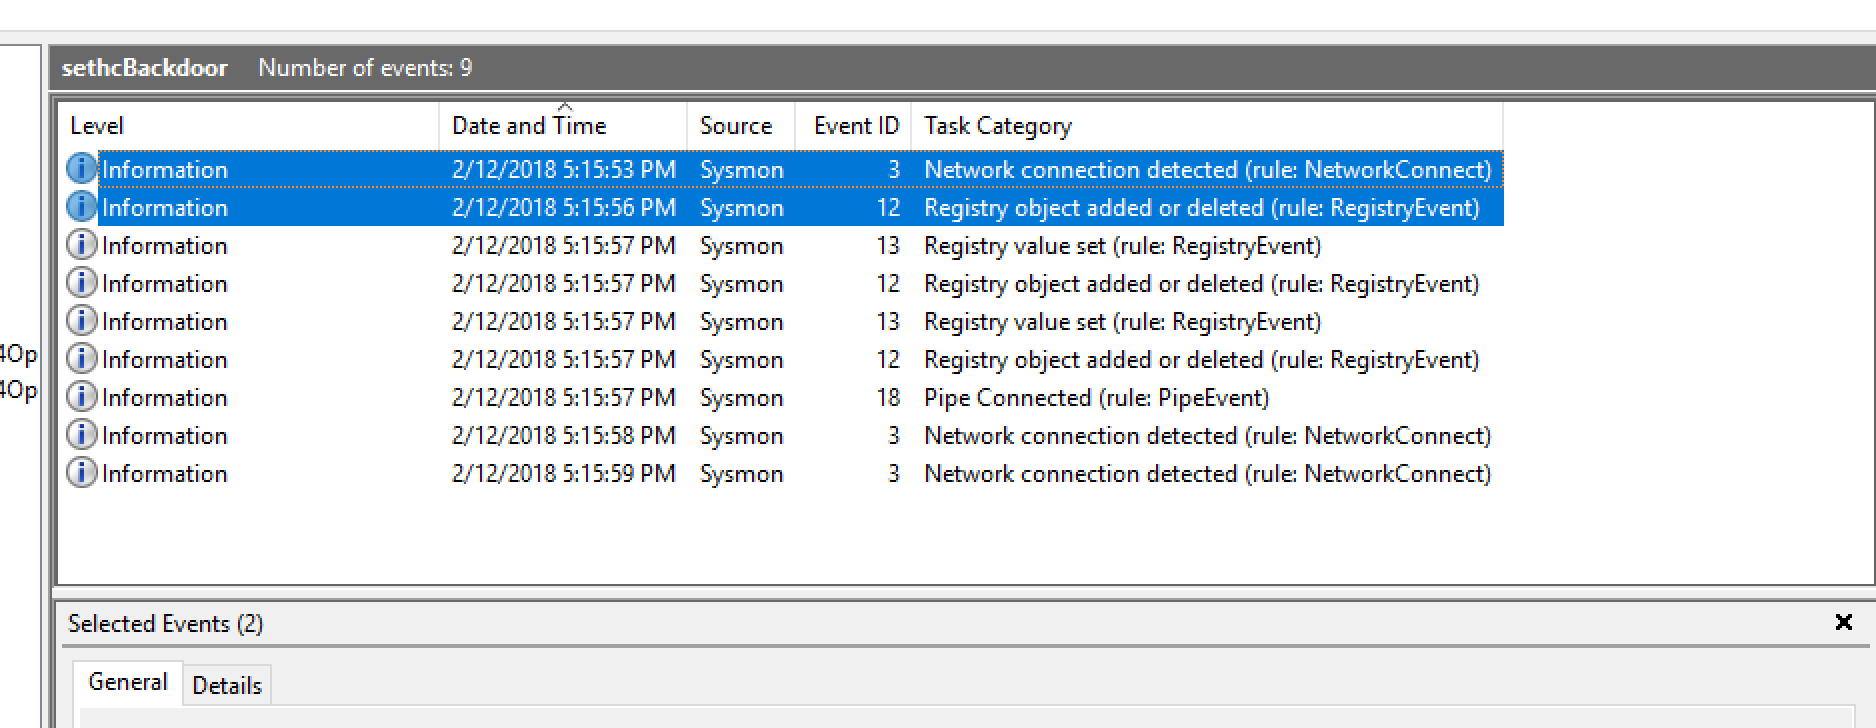 sethcBackdoor Number of events: 9
Level Date and Time Source Event ID Task Category
Information 2/12/2018 5:15:53 PM Sysmon 3 Network connection detected (rule: NetworkConnect)
Information 2/12/2018 5:15:56 PM Sysmon 12 Registry object added or deleted (rule: RegistryEvent)
Information 2/12/2018 5:15:57 PM Sysmon 13 Registry value set (rule: RegistryEvent)
Information 2/12/2018 5:15:57 PM Sysmon 12 Registry object added or deleted (rule: RegistryEvent)
Information 2/12/2018 5:15:57 PM Sysmon 13 Registry value set (rule: RegistryEvent)
4Op Information 2/12/2018 5:15:57 PM Sysmon 12 Registry object added or deleted (rule: RegistryEvent)
4Op Information 2/12/2018 5:15:57 PM Sysmon 18 Pipe Connected (rule: PipeEvent)
Information 2/12/2018 5:15:58 PM Sysmon 3 Network connection detected (rule: NetworkConnect)
Information 2/12/2018 5:15:59 PM Sysmon 3 Network connection detected (rule: NetworkConnect)
Selected Events (2)
General Details